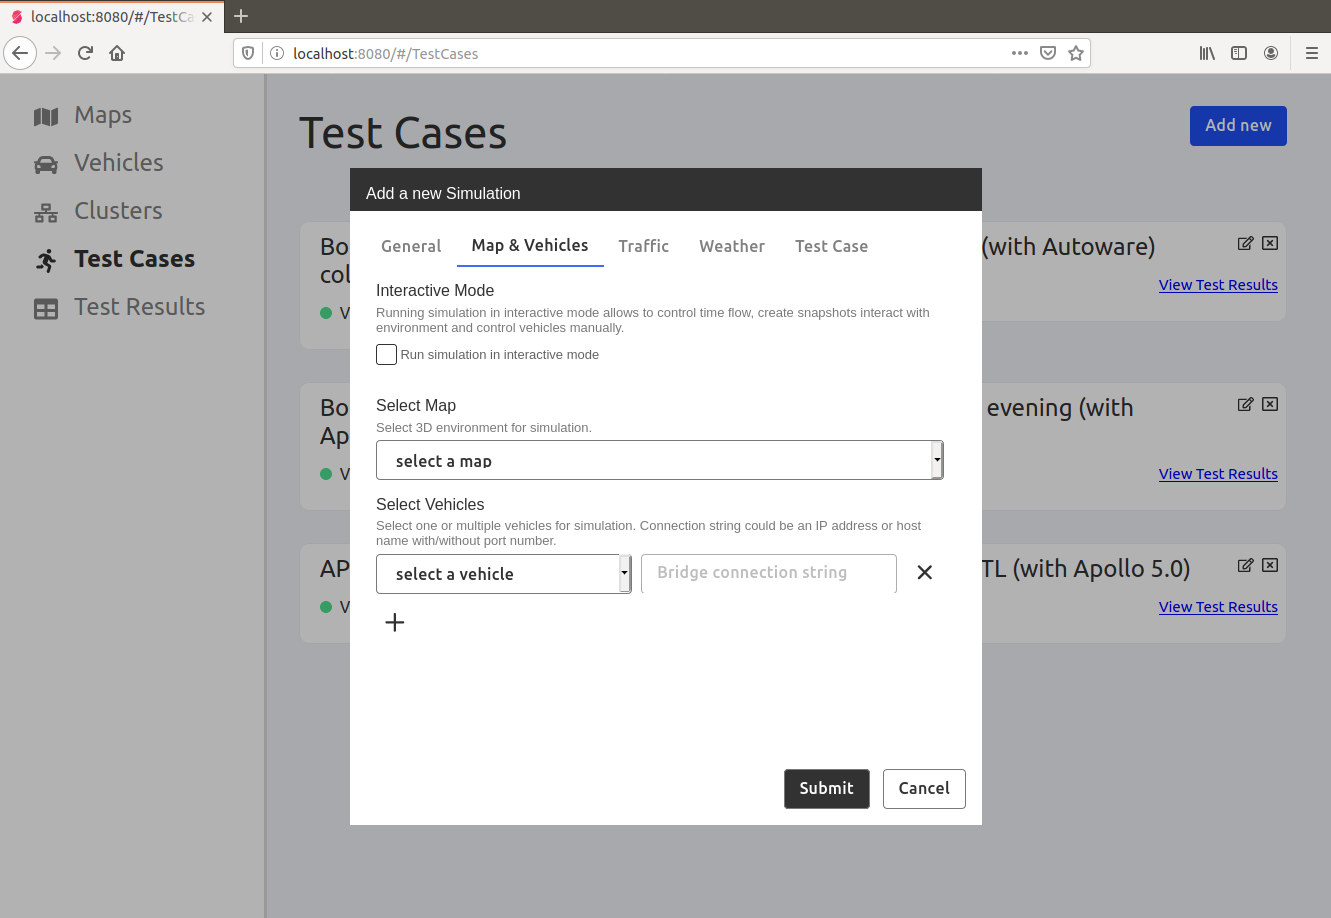 localhost:8080/#/TestCa
localhost:8080/#/TestCases
Maps
Vehicles
Clusters
Test Cases
Test Results
Test Cases
Add new
Add a new Simulation
General
Map & Vehicles
Traffic
Weather
Test Case
Interactive Mode
Running simulation in interactive mode allows to control time flow, create snapshots interact with
environment and control vehicles manually.
Run simulation in interactive mode
Select Map
Select 3D environment for simulation.
select a map
Select Vehicles
Select one or multiple vehicles for simulation. Connection string could be an IP address or host
name with/without port number.
select a vehicle
Bridge connection string
Submit
Cancel
Bo
(with Autoware)
col
View Test Results
V
Bo
evening (with
Ap
V
View Test Results
AP
TL (with Apollo 5.0)
V
View Test Results